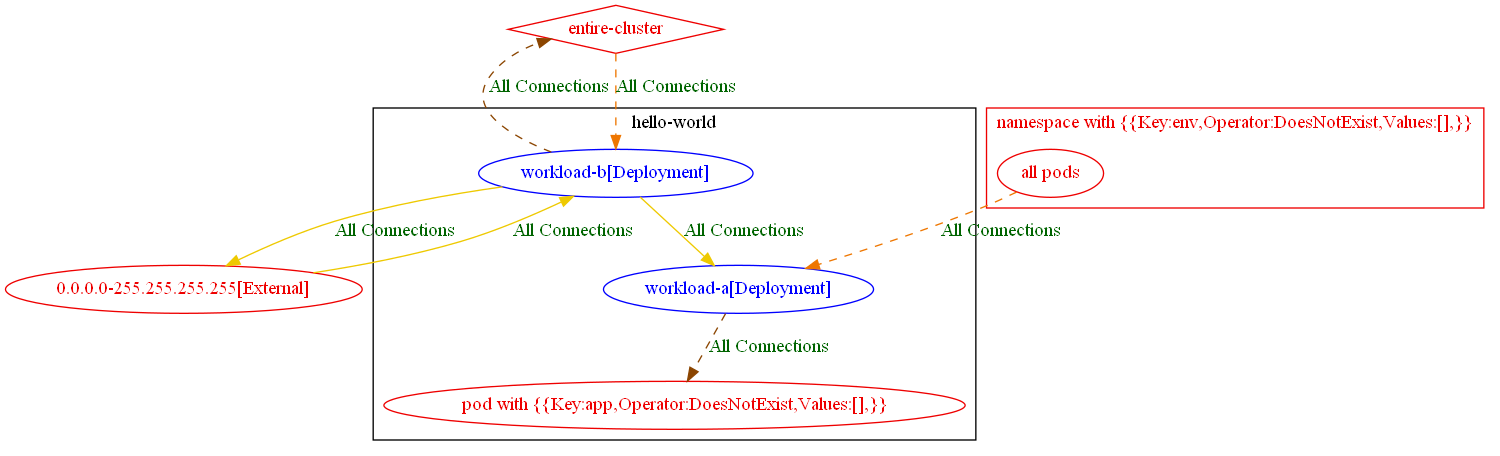 entire-cluster
All Connections
All Connections
hello-world
namespace with {{Key:env,Operator:DoesNotExist,Values:[],}}
workload-b[Deployment]
all pods
All Connections
All Connections
All Connections
All Connections
0.0.0.0-255.255.255.255[External]
workload-a[Deployment]
All Connections
pod with {{Key:app,Operator:DoesNotExist,Values:[],}}